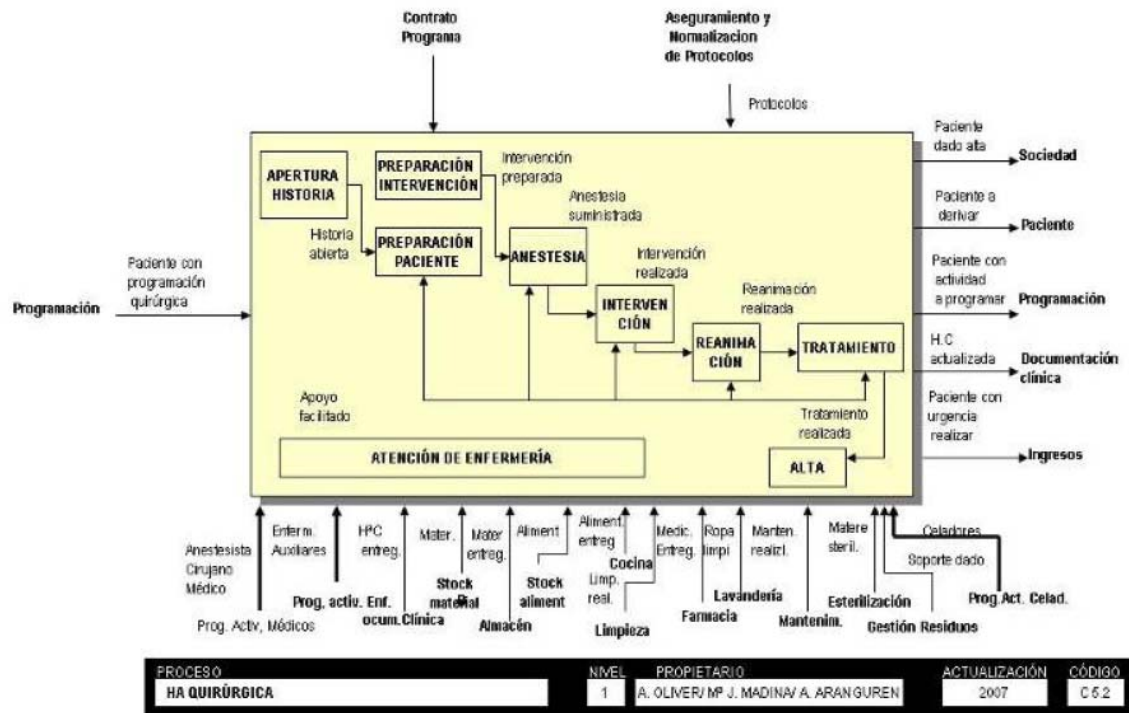 Contrato
Programa
Aseguramiento y
Normalizacion
de Protocolos
Protocolos
Paciente
dado alta
Sociedad
APERTURA
HISTORIA
PREPARACIÓN
INTERVENCIÓN
Intervención
preparada
Anestesia
suministrada
Paciente a
derivar
Paciente
Historia
abierta
PREPARACIÓN
PACIENTE
ANESTESIA
Intervención
realizada
Paciente con
programación
quirúrgica
Programación
Paciente con
actividad
a programar
Programación
INTERVEN
CIÓN
Reanimación
realizada
REANIMA
CIÓN
TRATAMIENTO
H.C
actualizada
Documentación
clínica
Apoyo
facilitado
Tratamiento
realizada
Paciente con
urgencia
realizar
ATENCIÓN DE ENFERMERÍA
ALTA
Ingresos
Anestesista
Cirujano
Médico
Enferm.
Auxiliares
HªC
entreg.
Mater.
Mater
entreg.
Aliment
Aliment.
entreg
Medic.
Entreg.
Ropa
limpi
Manten.
realizl.
Matere
steril.
Celadores
Soporte dado
Prog. Activ, Médicos
Prog, activ. Enf.
ocum.Clínica
Stock
material
Almacén
Stock
aliment
Cocina
Limp.
real.
Limpieza
Farmacia
Lavandería
Mantenim.
Esterilización
Gestión Residuos
Prog.Act. Celad.
PROCESO
HA QUIRÚRGICA
NIVEL
1
PROPIETARIO
A. OLIVER/ Mª J. MADINA/ A. ARANGUREN
ACTUALIZACIÓN
2007
CÓDIGO
C 5.2